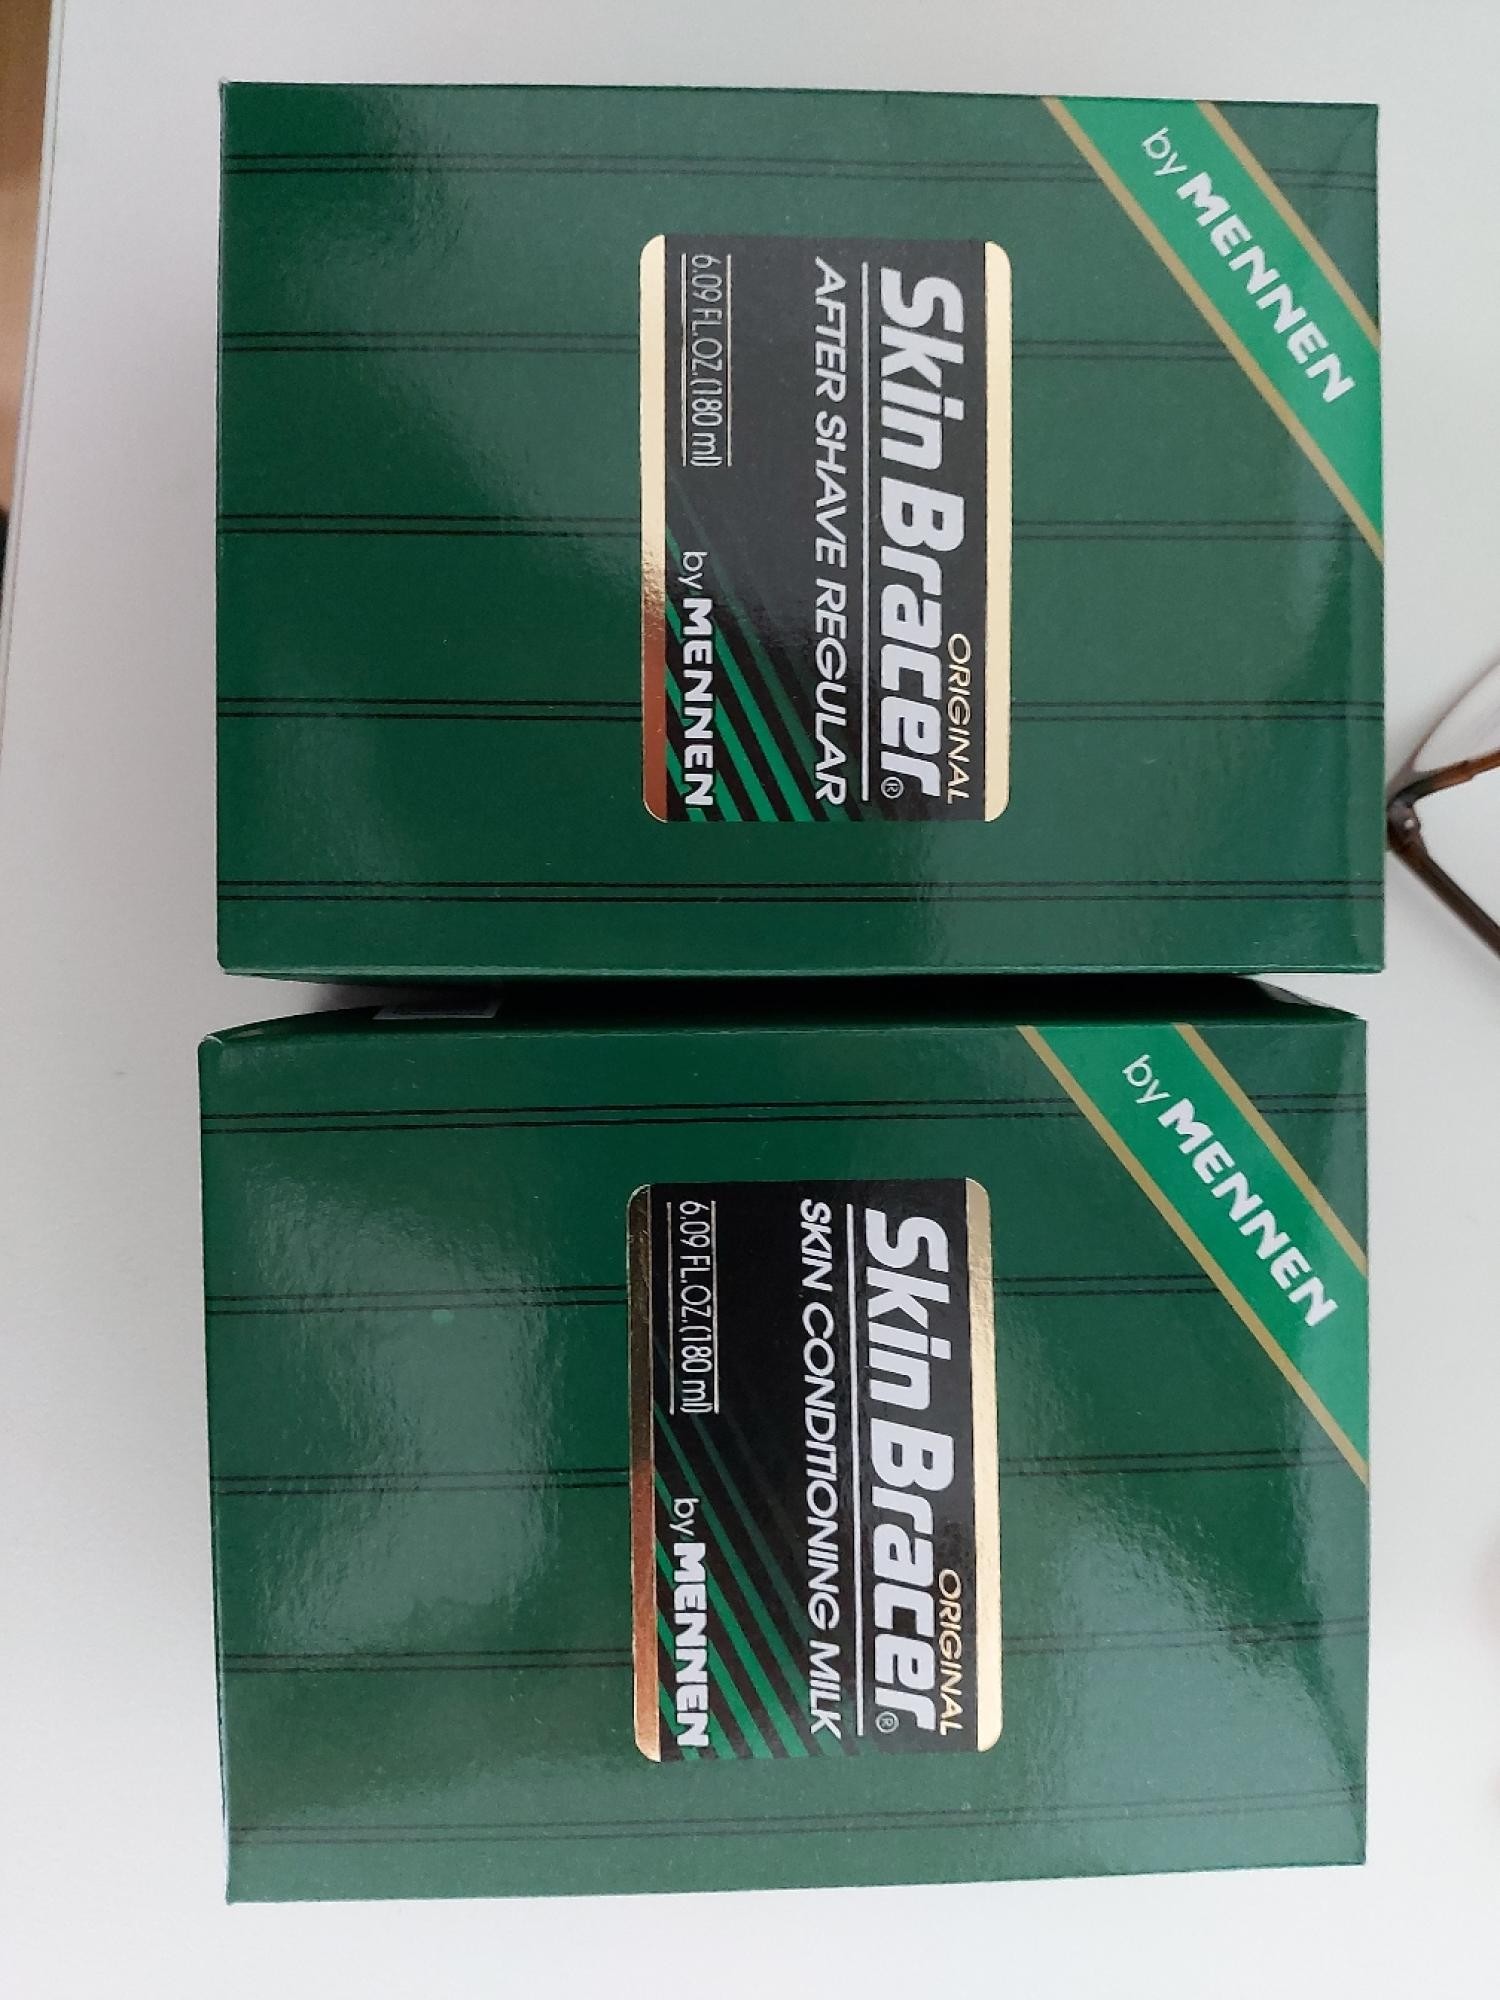 by MENNEN
ORIGINAL
Skin Bracer®
AFTER SHAVE REGULAR
6.09 FL.OZ.(180 ml)
by MENNEN
by MENNEN
ORIGINAL
Skin Bracer®
SKIN CONDITIONING MILK
6.09 FL.OZ.(180 ml)
by MENNEN